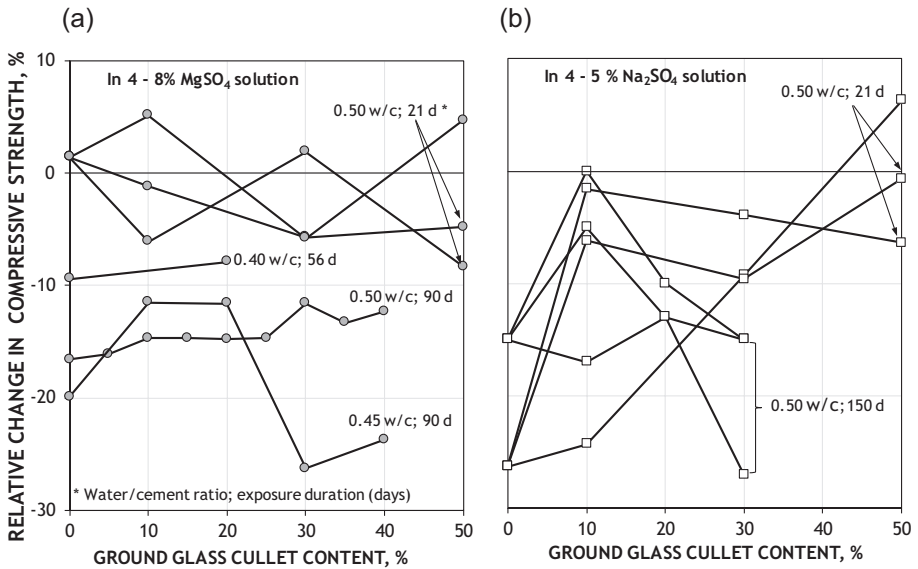 (a)
(b)
RELATIVE CHANGE IN COMPRESSIVE STRENGTH, %
10
0
-10
-20
-30
In 4 - 8% MgSO4 solution
0.50 w/c; 21 d *
0.40 w/c; 56 d
0.50 w/c; 90 d
0.45 w/c; 90 d
* Water/cement ratio; exposure duration (days)
0 10 20 30 40 50
GROUND GLASS CULLET CONTENT, %
In 4 - 5 % Na2SO4 solution
0.50 w/c; 21 d
0.50 w/c; 150 d
0 10 20 30 40 50
GROUND GLASS CULLET CONTENT, %